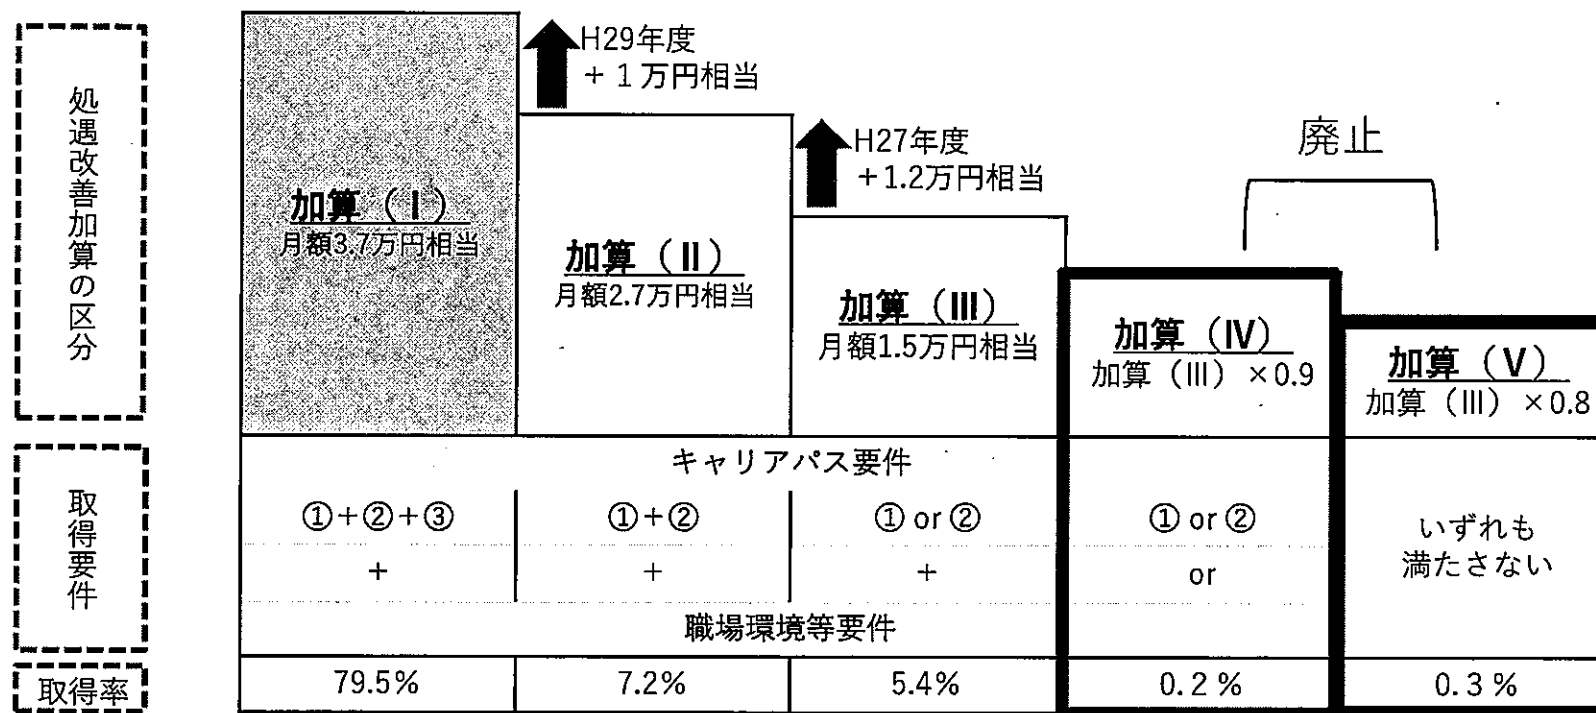 処遇改善加算の区分
H29年度
+ 1 万円相当
H27年度
+1.2万円相当
廃止
加算（Ⅰ）
月額3.7万円相当
加算（Ⅱ）
月額2.7万円相当
加算（Ⅲ）
月額1.5万円相当
加算（Ⅳ）
加算（Ⅲ）×0.9
加算（Ⅴ）
加算（Ⅲ）×0.8
取得要件
キャリアパス要件
①+②+③
①+②
① or ②
① or ②
いずれも
満たさない
+
+
+
or
職場環境等要件
取得率
79.5%
7.2%
5.4%
0.2%
0.3%